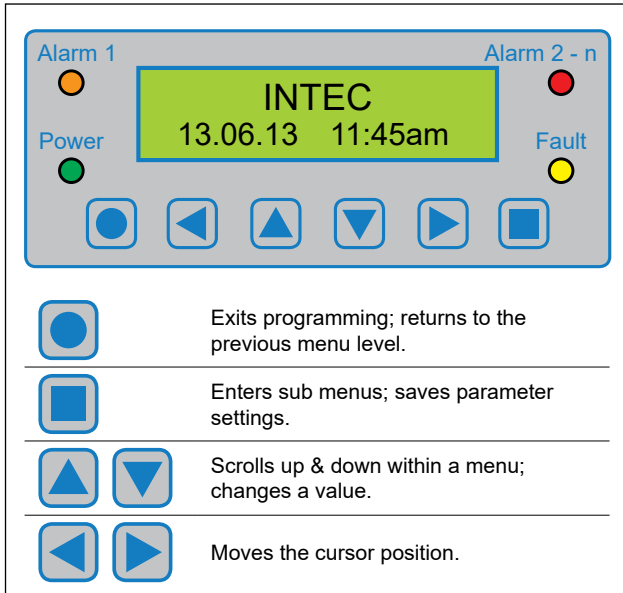 Alarm 1
Alarm 2 - n
INTEC
13.06.13 11:45am
Power
Fault
Exits programming; returns to the
previous menu level.
Enters sub menus; saves parameter
settings.
Scrolls up & down within a menu;
changes a value.
Moves the cursor position.